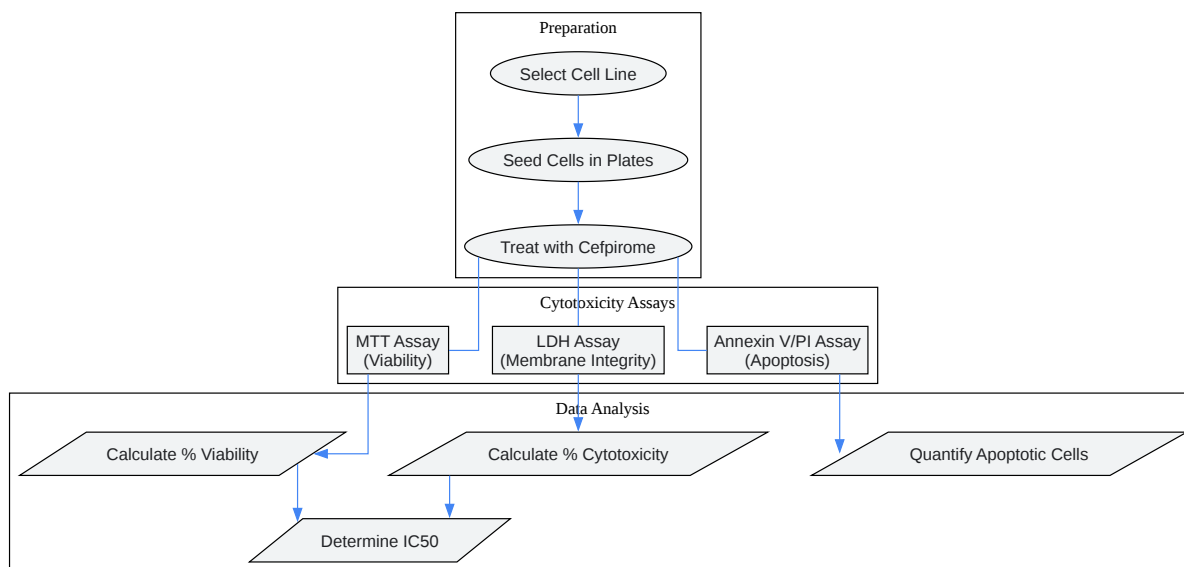 Preparation
Select Cell Line
Seed Cells in Plates
Treat with Cefpirome
Cytotoxicity Assays
MTT Assay
(Viability)
LDH Assay
(Membrane Integrity)
Annexin V/PI Assay
(Apoptosis)
Data Analysis
Calculate % Viability
Calculate % Cytotoxicity
Quantify Apoptotic Cells
Determine IC50